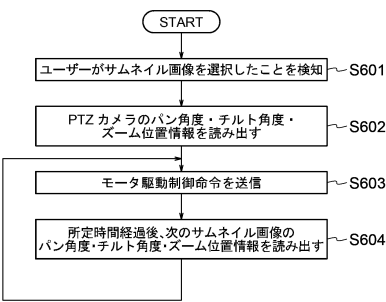 START
ユーザーがサムネイル画像を選択したことを検知
S601
PTZカメラのパン角度・チルト角度・
ズーム位置情報を読み出す
S602
モータ駆動制御命令を送信
S603
所定時間経過後、次のサムネイル画像の
パン角度・チルト角度・ズーム位置情報を読み出す
S604